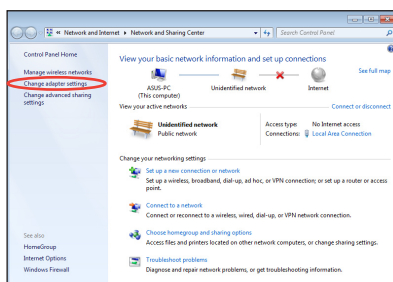 « Network and Internet ▸ Network and Sharing Center
Search Control Panel
Control Panel Home
Manage wireless networks
Change adapter settings
Change advanced sharing
settings
See also
HomeGroup
Internet Options
Windows Firewall
View your basic network information and set up connections
See full map
ASUS-PC
(This computer)
Unidentified network
Internet
View your active networks
Connect or disconnect
Unidentified network
Public network
Access type: No Internet access
Connections: Local Area Connection
Change your networking settings
Set up a new connection or network
Set up a wireless, broadband, dial-up, ad hoc, or VPN connection; or set up a router or access
point.
Connect to a network
Connect or reconnect to a wireless, wired, dial-up, or VPN network connection.
Choose homegroup and sharing options
Access files and printers located on other network computers, or change sharing settings.
Troubleshoot problems
Diagnose and repair network problems, or get troubleshooting information.